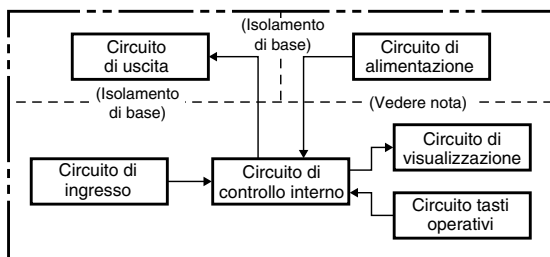 (Isolamento
di base)
Circuito
di uscita
Circuito di
alimentazione
(Isolamento
di base)
(Vedere nota)
Circuito di
visualizzazione
Circuito di
ingresso
Circuito di
controllo interno
Circuito tasti
operativi